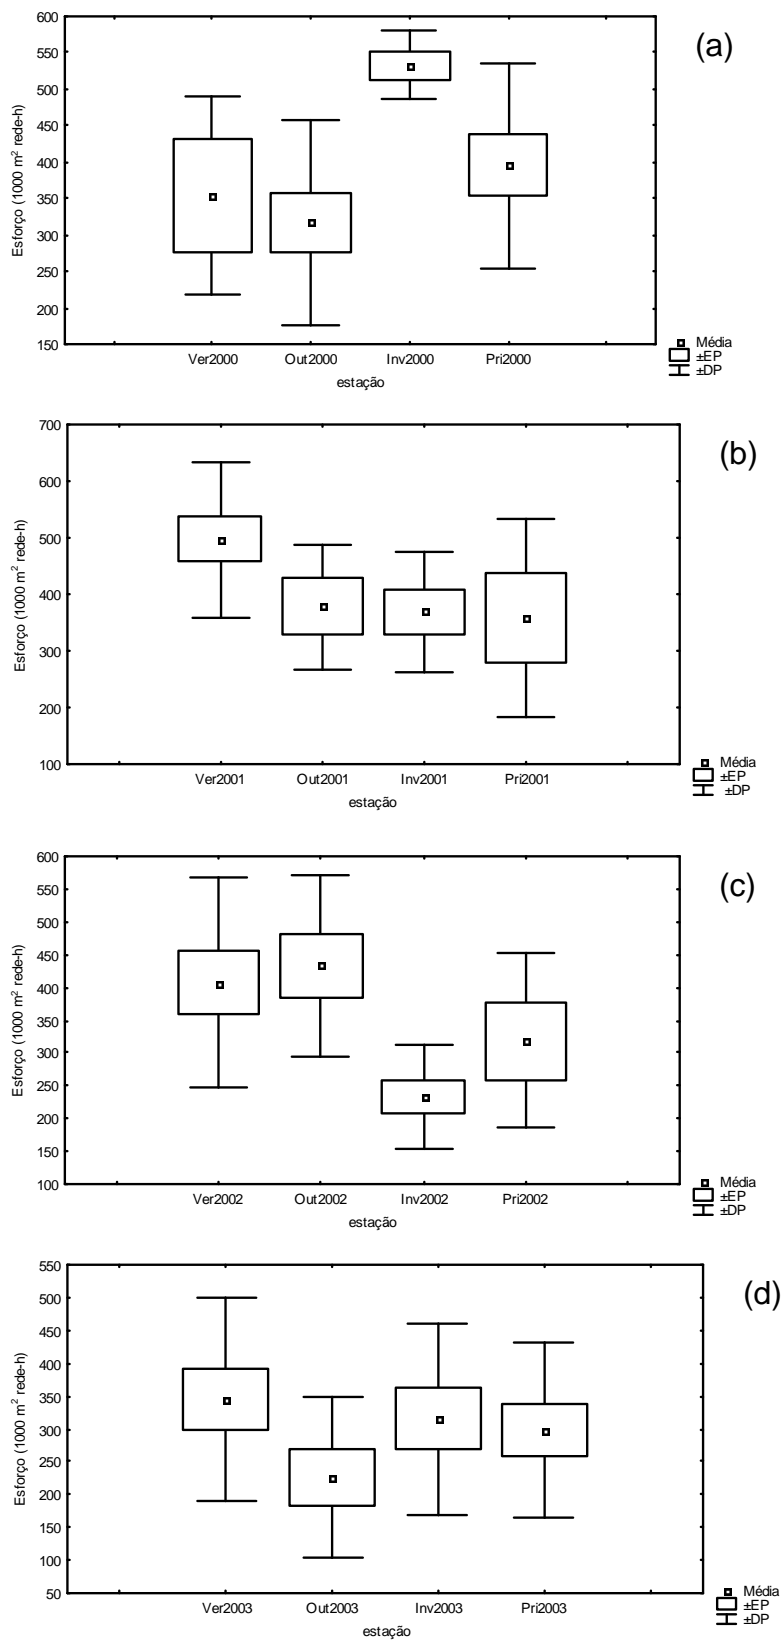 (a)
Esforço (1000 m² rede-h)
600
550
500
450
400
350
300
250
200
150
Ver2000 Out2000 Inv2000 Pri2000
estação
Média
±EP
±DP
(b)
Esforço (1000 m² rede-h)
700
600
500
400
300
200
100
Ver2001 Out2001 Inv2001 Pri2001
estação
Média
±EP
±DP
(c)
Esforço (1000 m² rede-h)
600
550
500
450
400
350
300
250
200
150
100
Ver2002 Out2002 Inv2002 Pri2002
estação
Média
±EP
±DP
(d)
Esforço (1000 m² rede-h)
550
500
450
400
350
300
250
200
150
100
50
Ver2003 Out2003 Inv2003 Pri2003
estação
Média
±EP
±DP